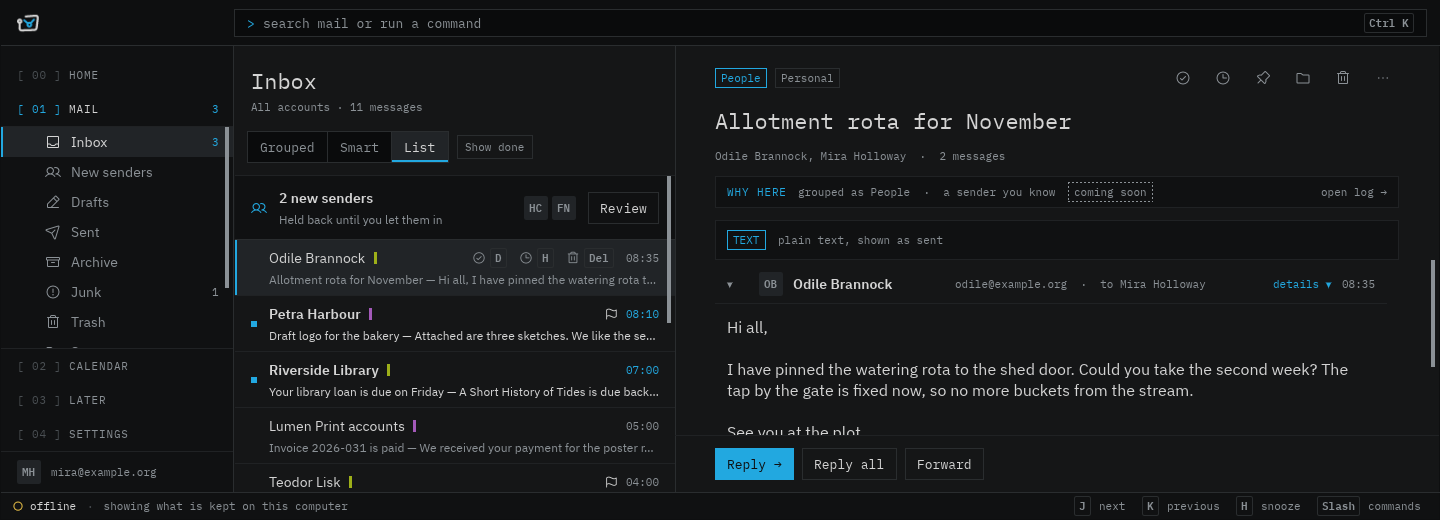 > search mail or run a command Ctrl K
[ 00 ] HOME
[ 01 ] MAIL 3
Inbox 3
New senders
Drafts
Sent
Archive
Junk 1
Trash
[ 02 ] CALENDAR
[ 03 ] LATER
[ 04 ] SETTINGS
MH mira@example.org
Inbox
All accounts · 11 messages
Grouped Smart List Show done
2 new senders
Held back until you let them in
HC FN Review
Odile Brannock D H Del 08:35
Allotment rota for November — Hi all, I have pinned the watering rota t…
Petra Harbour 08:10
Draft logo for the bakery — Attached are three sketches. We like the se…
Riverside Library 07:00
Your library loan is due on Friday — A Short History of Tides is due back…
Lumen Print accounts 05:00
Invoice 2026-031 is paid — We received your payment for the poster r…
Teodor Lisk 04:00
People Personal
Allotment rota for November
Odile Brannock, Mira Holloway · 2 messages
WHY HERE grouped as People · a sender you know coming soon open log →
TEXT plain text, shown as sent
▾ OB Odile Brannock odile@example.org · to Mira Holloway details ▾ 08:35
Hi all,
I have pinned the watering rota to the shed door. Could you take the second week? The
tap by the gate is fixed now, so no more buckets from the stream.
See you at the plot
Reply → Reply all Forward
offline · showing what is kept on this computer
J next K previous H snooze Slash commands